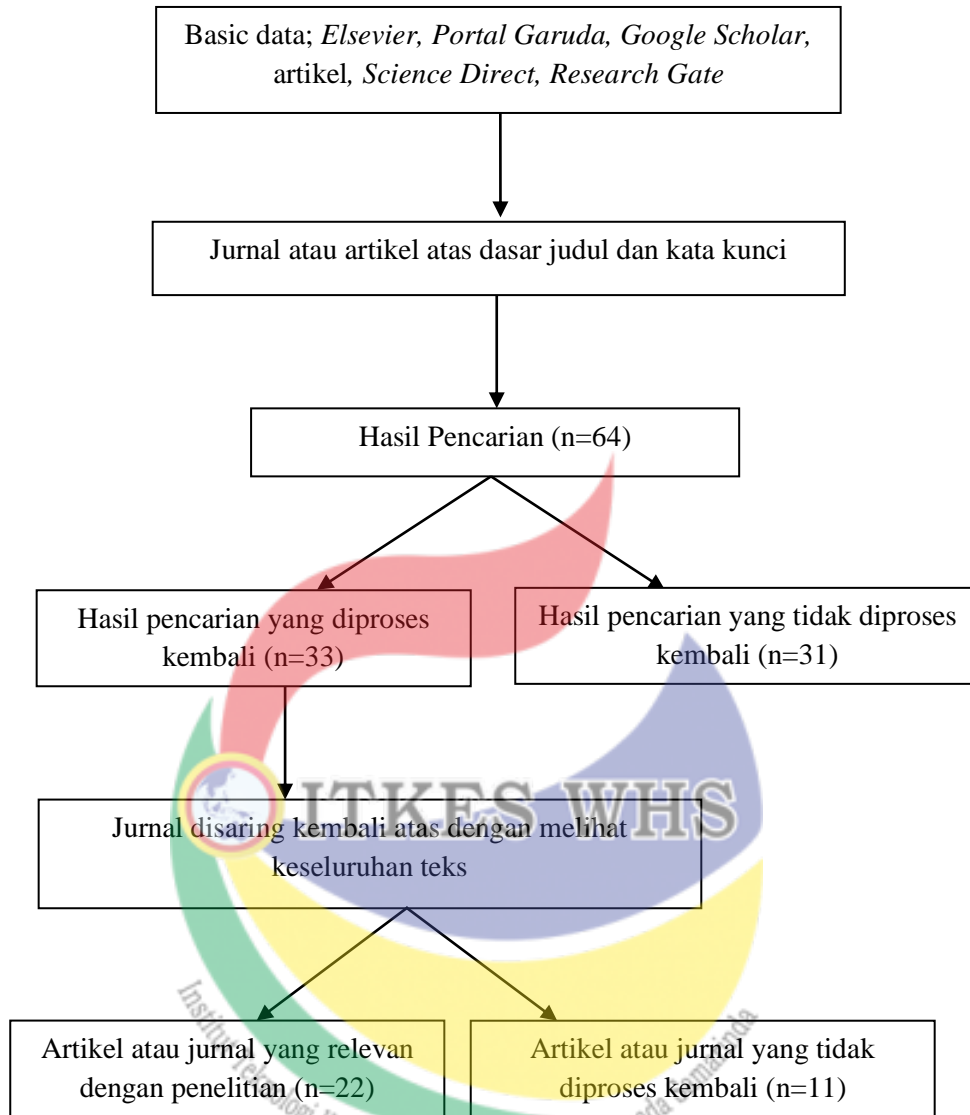 Basic data; Elsevier, Portal Garuda, Google Scholar,
artikel, Science Direct, Research Gate
Jurnal atau artikel atas dasar judul dan kata kunci
Hasil Pencarian (n=64)
Hasil pencarian yang diproses
kembali (n=33)
Hasil pencarian yang tidak diproses
kembali (n=31)
ITKES WHS
Jurnal disaring kembali atas dengan melihat
keseluruhan teks
Artikel atau jurnal yang relevan
dengan penelitian (n=22)
Artikel atau jurnal yang tidak
diproses kembali (n=11)
Institut Teknologi
Samarinda